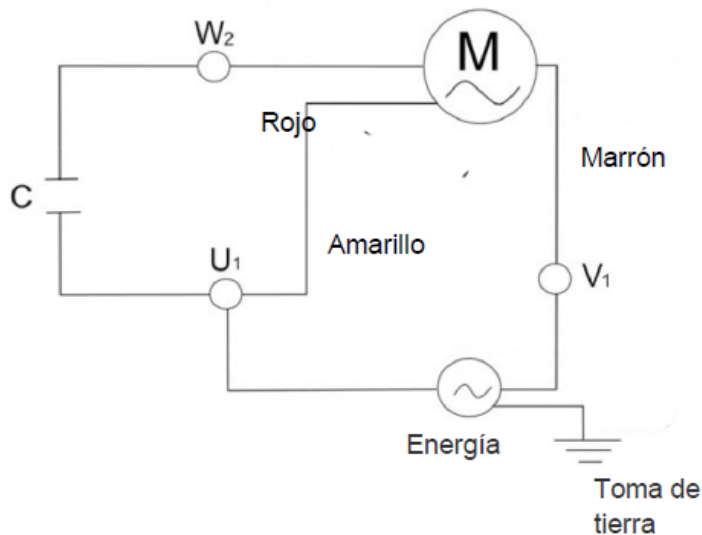 W₂
M
Rojo
Marrón
C
Amarillo
U₁
V₁
Energía
Toma de
tierra